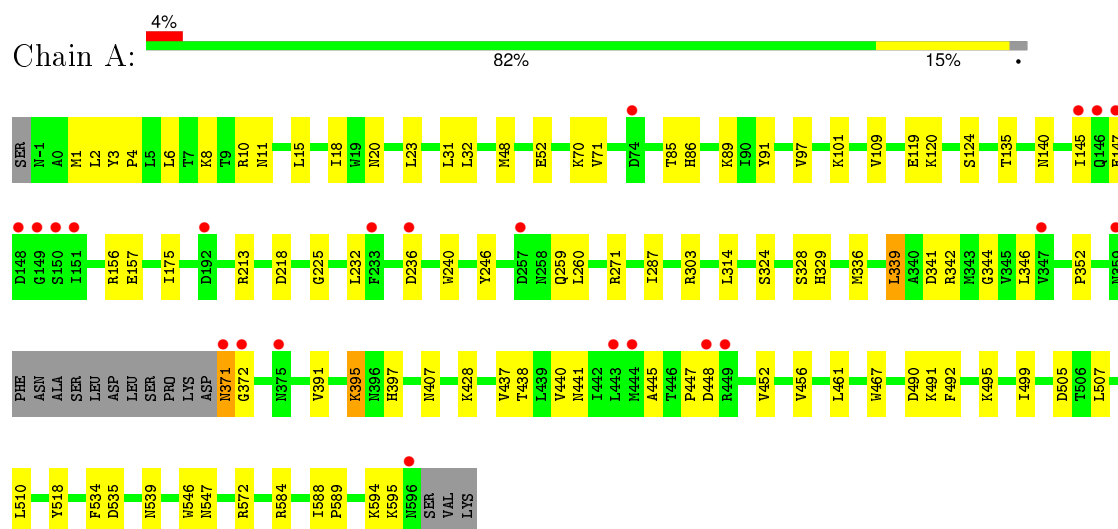 4%
Chain A:
82% 15% •
SER N-1 A0 M1 L2 Y3 P4 L5 L6 T7 K8 T9 R10 N11 L15 I18 W19 N20 L23 L31 L32 M48 E52 K70 V71 D74 T85 H86 K89 I90 Y91 V97 K101 V109 E119 K120 S124 T135 N140 I145 Q146
D148 G149 S150 I151 R156 E157 I175 D192 R213 D218 G225 L232 F233 D236 W240 Y246 D257 N258 Q259 L260 R271 I287 R303 L314 S324 S328 H329 M336 L339 A340 D341 R342 M343 G344 V345 L346 V347 P352 N359
PHE ASN ALA SER LEU ASP LEU SER PRO LYS ASP N371 G372 N375 V391 K395 N396 H397 N407 K428 V437 T438 L439 V440 N441 I442 L443 M444 A445 T446 P447 D448 R449 V452 V456 L461 W467 D490 K491 F492 K495 I499 D505 T506 L507
L510 Y518 F534 D535 N539 W546 N547 R572 R584 I588 P589 K594 K595 N596 SER VAL LYS